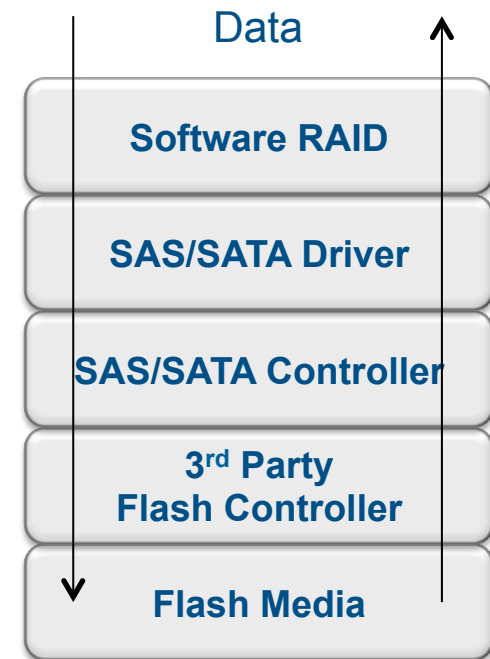 Data
Software RAID
SAS/SATA Driver
SAS/SATA Controller
3rd Party
Flash Controller
Flash Media